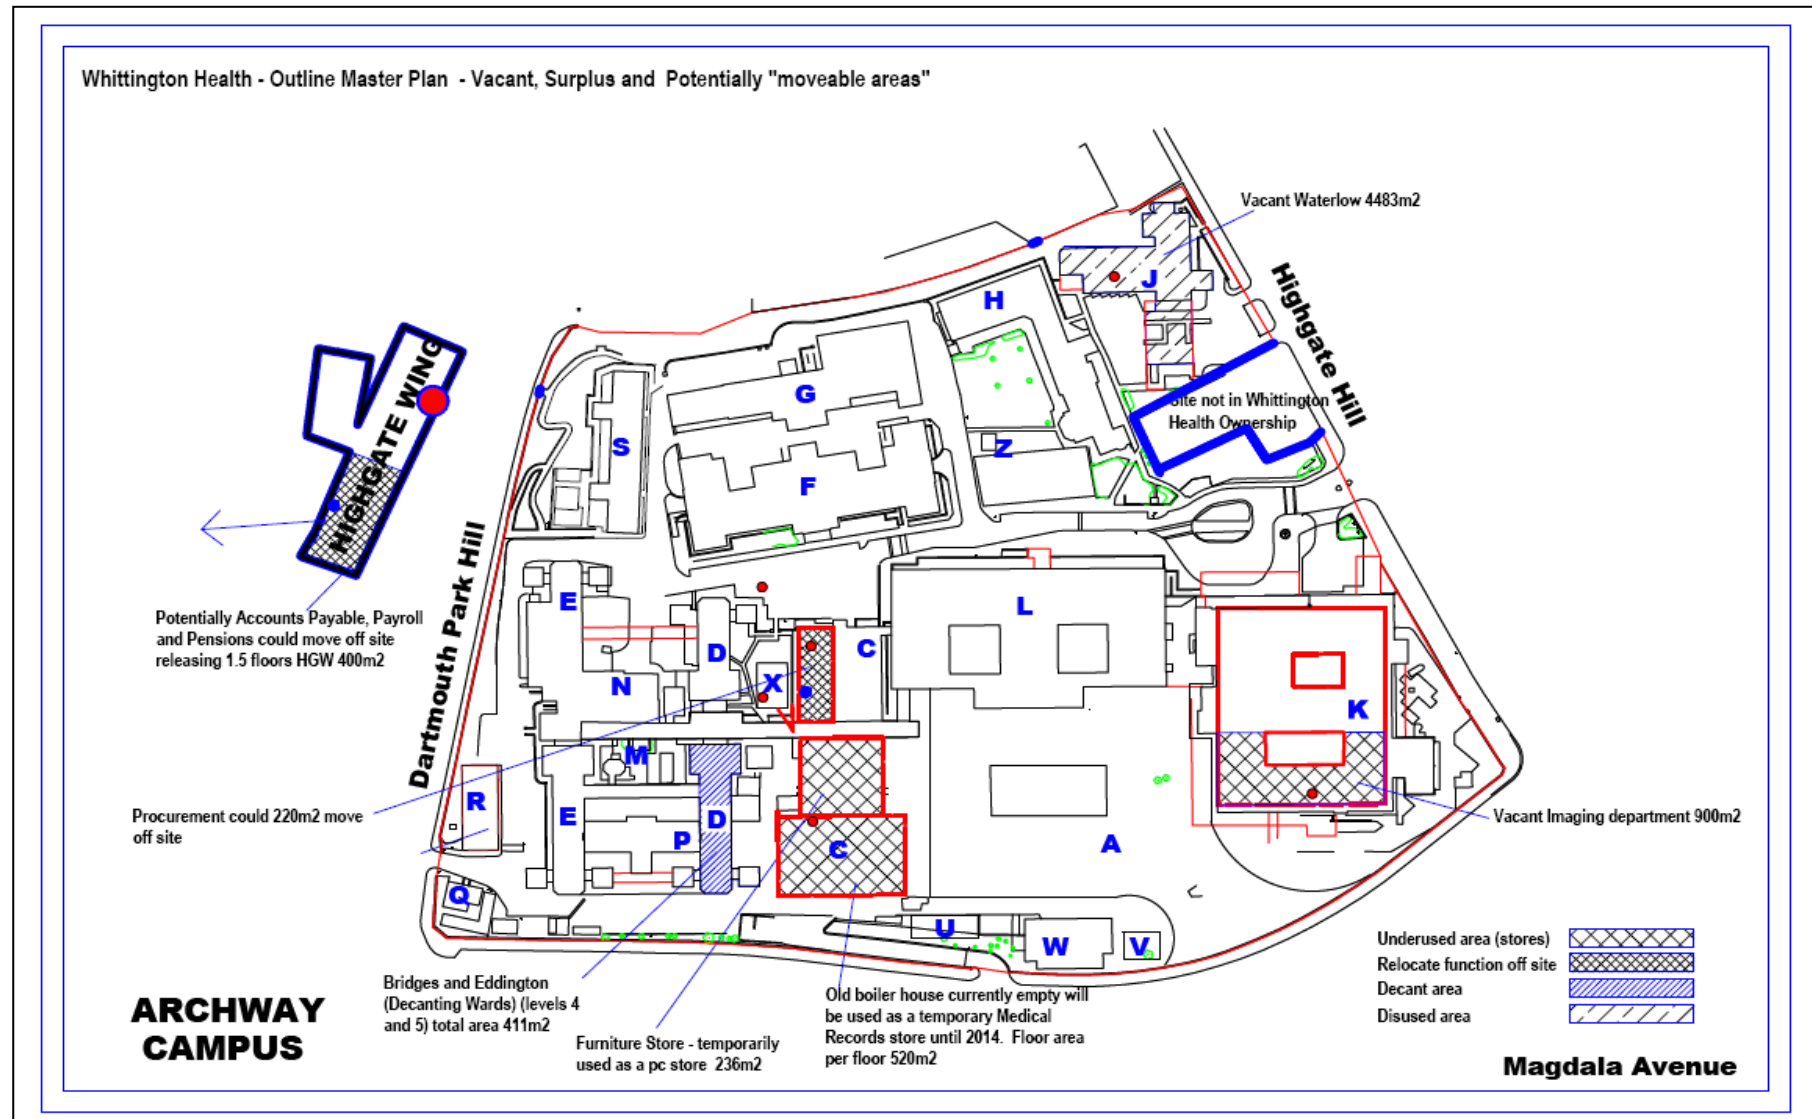 Whittington Health - Outline Master Plan - Vacant, Surplus and Potentially "moveable areas"
Vacant Waterlow 4483m2
J
Highgate Hill
H
HIGHGATE WING
G
Site not in Whittington
Health Ownership
S
Z
F
Dartmouth Park Hill
Potentially Accounts Payable, Payroll
and Pensions could move off site
releasing 1.5 floors HGW 400m2
E
D
C
L
N
X
K
M
Procurement could 220m2 move
off site
R
E
D
P
C
A
Vacant Imaging department 900m2
Q
U
W
V
Underused area (stores)
Relocate function off site
Decant area
Disused area
Bridges and Eddington
(Decanting Wards) (levels 4
and 5) total area 411m2
Furniture Store - temporarily
used as a pc store 236m2
Old boiler house currently empty will
be used as a temporary Medical
Records store until 2014. Floor area
per floor 520m2
ARCHWAY
CAMPUS
Magdala Avenue